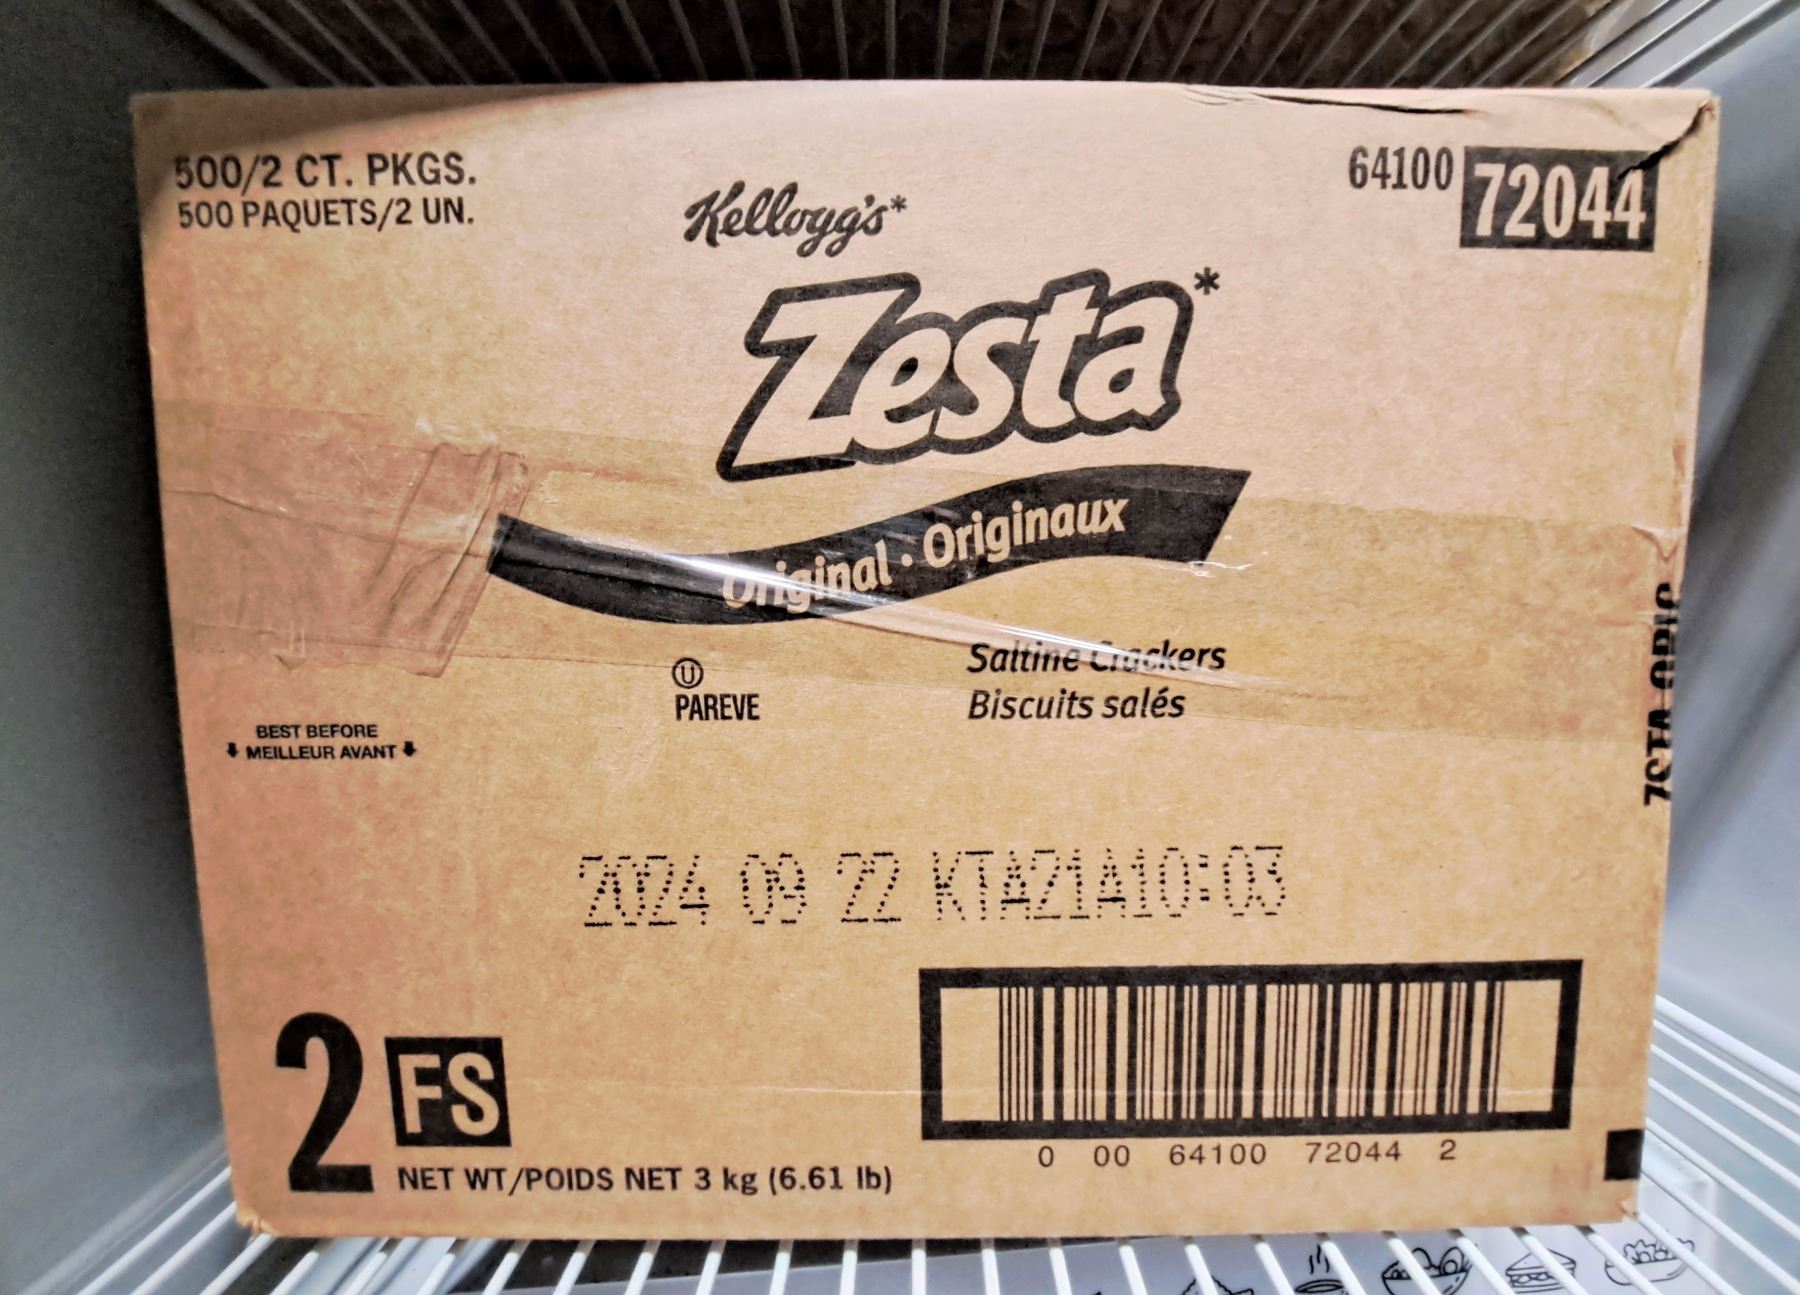 500/2 CT. PKGS.
500 PAQUETS/2 UN.
64100 72044
Kellogg's*
Zesta*
Original · Originaux
Saltine Crackers
Biscuits salés
Ⓤ
PAREVE
BEST BEFORE
MEILLEUR AVANT
2024 09 22 KTA21A10:03
2 FS
NET WT/POIDS NET 3 kg (6.61 lb)
0 00 64100 72044 2
ZSTA ORIG